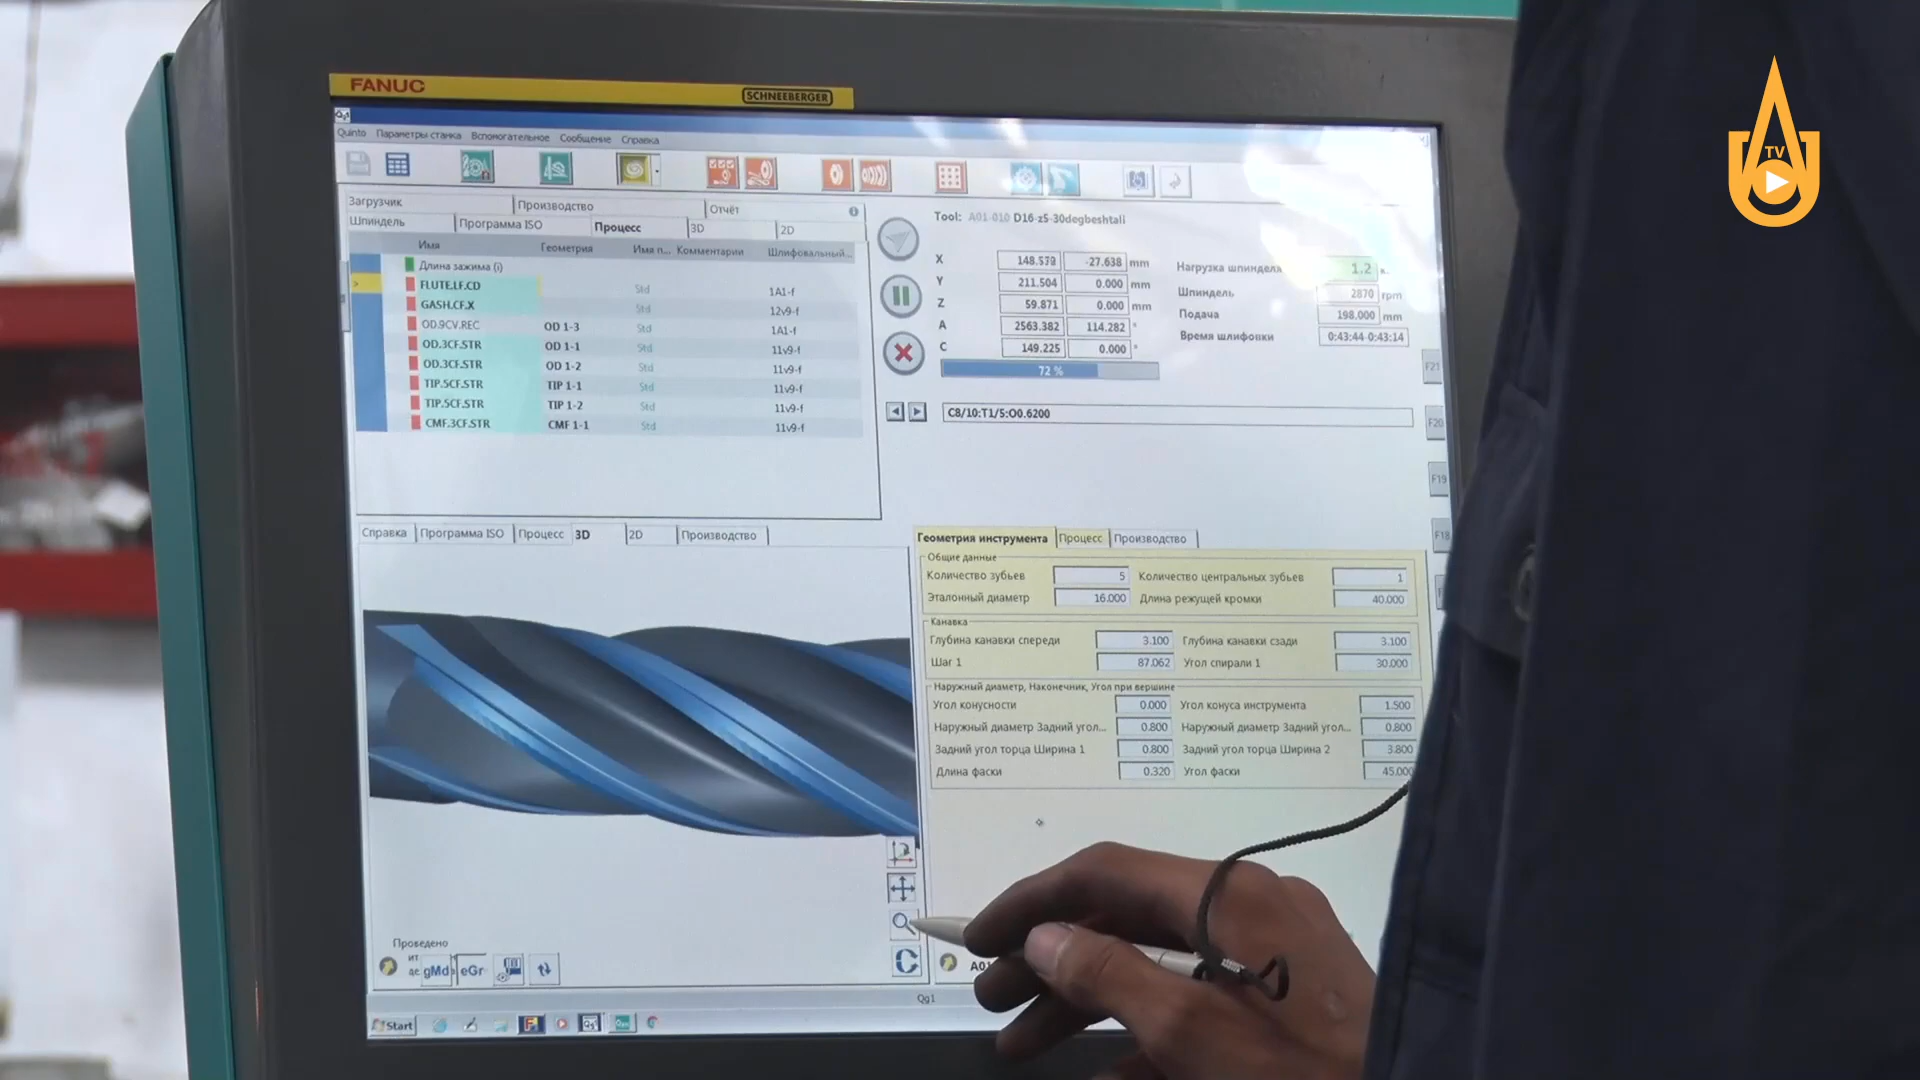 FANUC
SCHNEEBERGER
TV
Quinto Параметры станка Вспомогательное Сообщение Справка
Загрузчик Производство Отчёт
Шпиндель Программа ISO Процесс 3D 2D
Имя Геометрия Имя п... Комментарии Шлифовальный...
Длина зажима (i)
FLUTE.LF.CD Std 1A1-f
GASH.CF.X Std 12v9-f
OD.9CV.REC OD 1-3 Std 1A1-f
OD.3CF.STR OD 1-1 Std 11v9-f
OD.3CF.STR OD 1-2 Std 11v9-f
TIP.5CF.STR TIP 1-1 Std 11v9-f
TIP.5CF.STR TIP 1-2 Std 11v9-f
CMF.3CF.STR CMF 1-1 Std 11v9-f
Tool: A01-010 D16-z5-30degbeshtali
X 148.579 -27.638 mm
Y 211.504 0.000 mm
Z 59.871 0.000 mm
A 2563.382 114.282 °
C 149.225 0.000 °
72 %
Нагрузка шпинделя 1.2
Шпиндель 2870 rpm
Подача 198.000 mm
Время шлифовки 0:43:44-0:43:14
C8/10:T1/5:O0.6200
F21
F20
F19
F18
Справка Программа ISO Процесс 3D 2D Производство
Геометрия инструмента Процесс Производство
Общие данные
Количество зубьев 5 Количество центральных зубьев 1
Эталонный диаметр 16.000 Длина режущей кромки 40.000
Канавка
Глубина канавки спереди 3.100 Глубина канавки сзади 3.100
Шаг 1 87.062 Угол спирали 1 30.000
Наружный диаметр, Наконечник, Угол при вершине
Угол конусности 0.000 Угол конуса инструмента 1.500
Наружный диаметр Задний угол... 0.800 Наружный диаметр Задний угол... 0.800
Задний угол торца Ширина 1 0.800 Задний угол торца Ширина 2 3.800
Длина фаски 0.320 Угол фаски 45.000
Проведено
gMd eGr
Qg1
Start